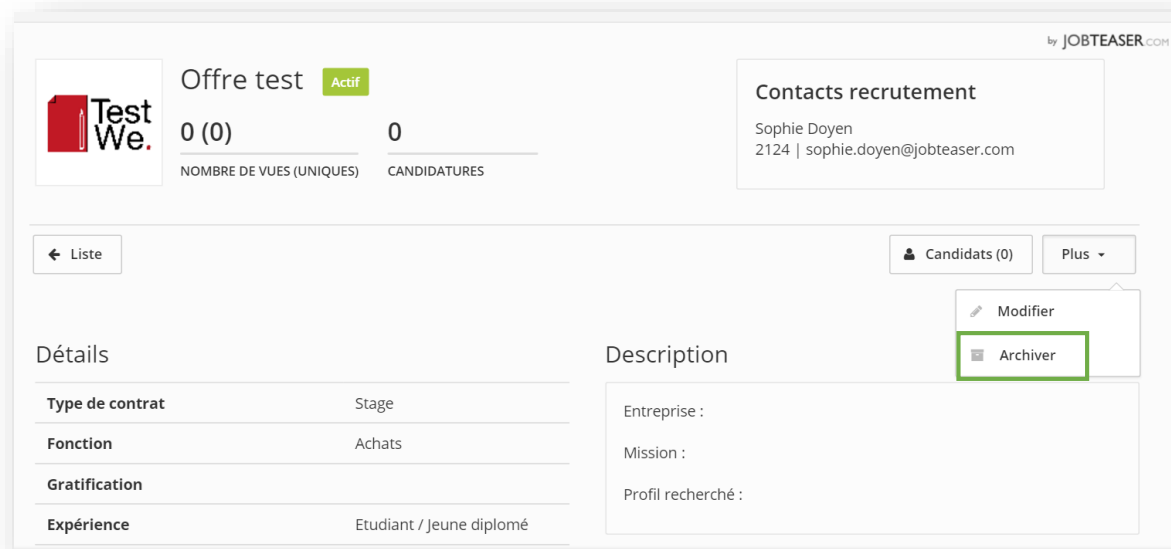 by JOBTEASER.COM
Test
We.
Offre test Actif
0 (0) 0
NOMBRE DE VUES (UNIQUES) CANDIDATURES
Contacts recrutement
Sophie Doyen
2124 | sophie.doyen@jobteaser.com
Liste
Candidats (0) Plus
Modifier
Archiver
Détails
Type de contrat Stage
Fonction Achats
Gratification
Expérience Etudiant / Jeune diplômé
Description
Entreprise :
Mission :
Profil recherché :